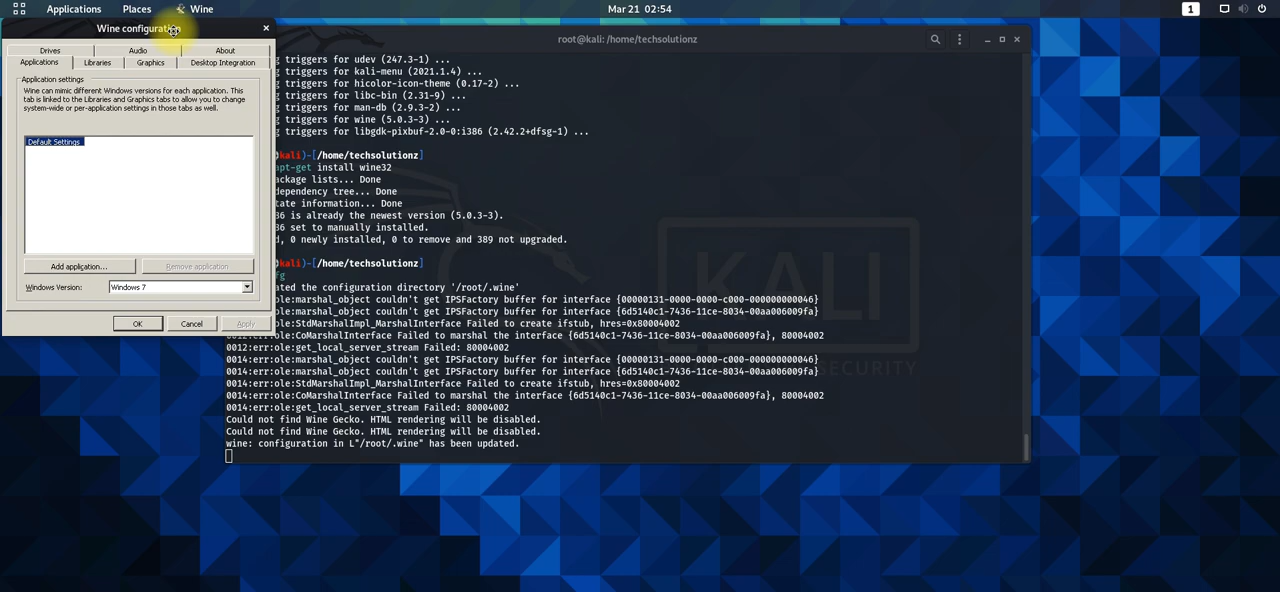 Applications Places Wine Mar 21 02:54 1
Wine configuration
Drives Audio About
Applications Libraries Graphics Desktop Integration
Application settings
Wine can mimic different Windows versions for each application. This
tab is linked to the Libraries and Graphics tabs to allow you to change
system-wide or per-application settings in those tabs as well.
Default Settings
Add application... Remove application
Windows Version: Windows 7
OK Cancel Apply
root@kali: /home/techsolutionz
g triggers for udev (247.3-1) ...
g triggers for kali-menu (2021.1.4) ...
g triggers for hicolor-icon-theme (0.17-2) ...
g triggers for libc-bin (2.31-9) ...
g triggers for man-db (2.9.3-2) ...
g triggers for wine (5.0.3-3) ...
g triggers for libgdk-pixbuf-2.0-0:i386 (2.42.2+dfsg-1) ...
kali)-[/home/techsolutionz]
apt-get install wine32
ackage lists... Done
dependency tree... Done
tate information... Done
86 is already the newest version (5.0.3-3).
86 set to manually installed.
d, 0 newly installed, 0 to remove and 389 not upgraded.
kali)-[/home/techsolutionz]
fg
ated the configuration directory '/root/.wine'
:ole:marshal_object couldn't get IPSFactory buffer for interface {00000131-0000-0000-c000-000000000046}
:ole:marshal_object couldn't get IPSFactory buffer for interface {6d5140c1-7436-11ce-8034-00aa006009fa}
:ole:StdMarshalImpl_MarshalInterface Failed to create ifstub, hres=0x80004002
0012:err:ole:CoMarshalInterface Failed to marshal the interface {6d5140c1-7436-11ce-8034-00aa006009fa}, 80004002
0012:err:ole:get_local_server_stream Failed: 80004002
0014:err:ole:marshal_object couldn't get IPSFactory buffer for interface {00000131-0000-0000-c000-000000000046}
0014:err:ole:marshal_object couldn't get IPSFactory buffer for interface {6d5140c1-7436-11ce-8034-00aa006009fa}
0014:err:ole:StdMarshalImpl_MarshalInterface Failed to create ifstub, hres=0x80004002
0014:err:ole:CoMarshalInterface Failed to marshal the interface {6d5140c1-7436-11ce-8034-00aa006009fa}, 80004002
0014:err:ole:get_local_server_stream Failed: 80004002
Could not find Wine Gecko. HTML rendering will be disabled.
Could not find Wine Gecko. HTML rendering will be disabled.
wine: configuration in L"/root/.wine" has been updated.
KALI
SECURITY